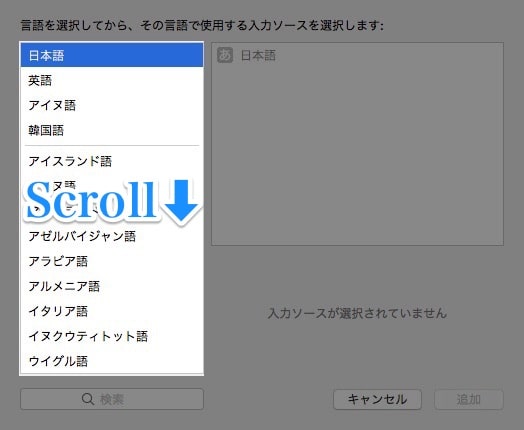 言語を選択してから、その言語で使用する入力ソースを選択します:
日本語
英語
アイヌ語
韓国語
アイスランド語
ヌ語
Scroll
アゼルバイジャン語
アラビア語
アルメニア語
イタリア語
イヌクウティトット語
ウイグル語
検索
あ 日本語
入力ソースが選択されていません
キャンセル
追加